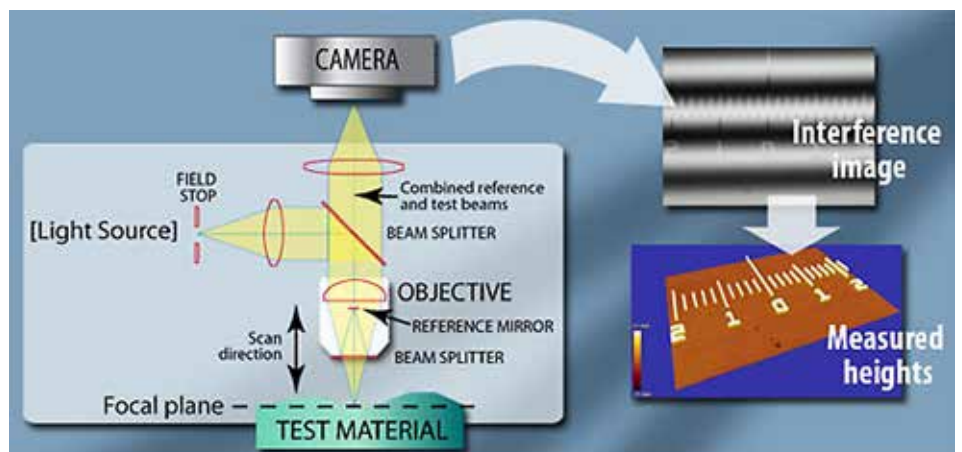 CAMERA
FIELD
STOP
[Light Source]
Combined reference
and test beams
BEAM SPLITTER
OBJECTIVE
REFERENCE MIRROR
Scan
direction
BEAM SPLITTER
Focal plane
TEST MATERIAL
Interference
image
2 1 0 1 2
Measured
heights